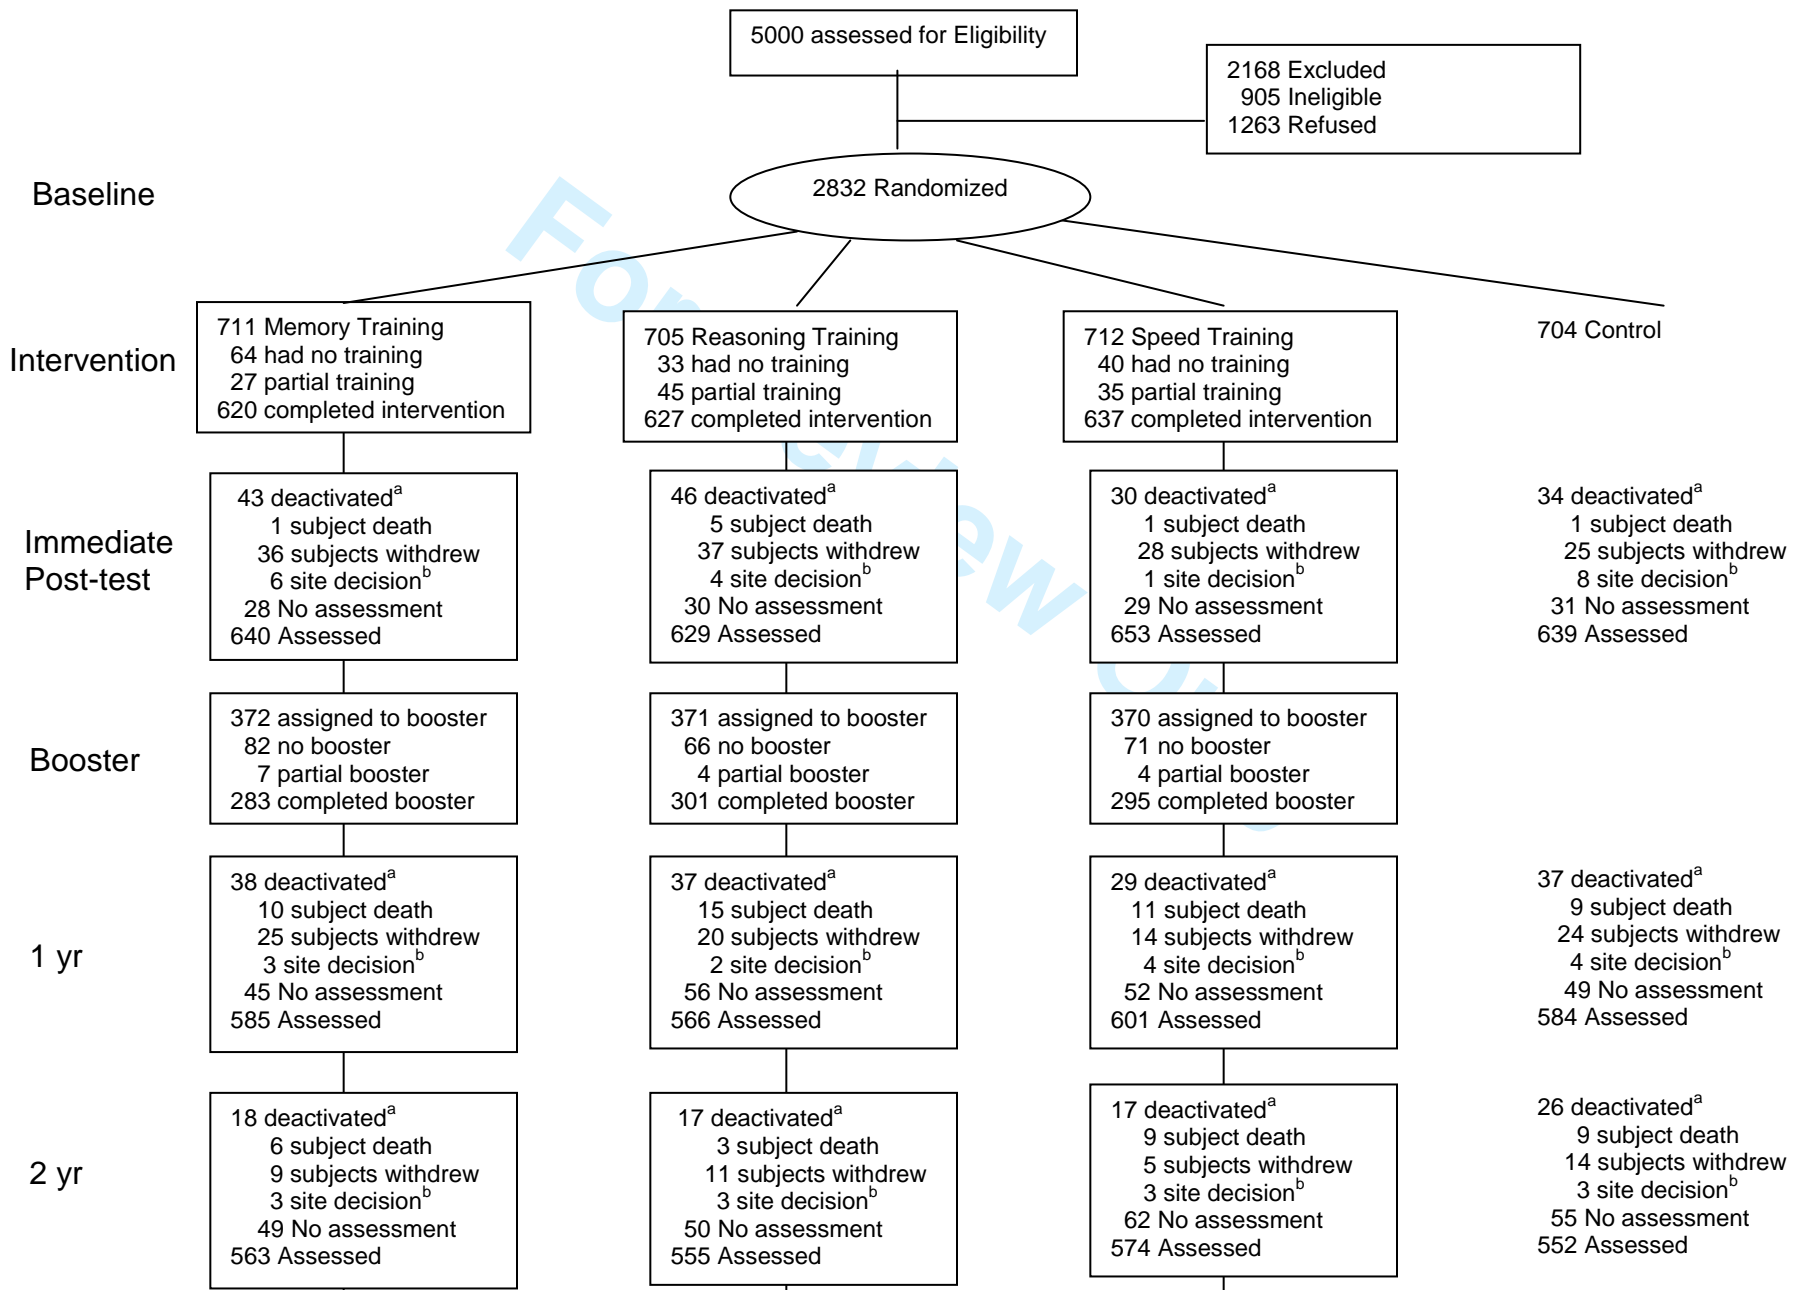 5000 assessed for Eligibility
2168 Excluded
905 Ineligible
1263 Refused
Baseline
2832 Randomized
For Review Only
Intervention
711 Memory Training
64 had no training
27 partial training
620 completed intervention
705 Reasoning Training
33 had no training
45 partial training
627 completed intervention
712 Speed Training
40 had no training
35 partial training
637 completed intervention
704 Control
Immediate
Post-test
43 deactivatedᵃ
1 subject death
36 subjects withdrew
6 site decisionᵇ
28 No assessment
640 Assessed
46 deactivatedᵃ
5 subject death
37 subjects withdrew
4 site decisionᵇ
30 No assessment
629 Assessed
30 deactivatedᵃ
1 subject death
28 subjects withdrew
1 site decisionᵇ
29 No assessment
653 Assessed
34 deactivatedᵃ
1 subject death
25 subjects withdrew
8 site decisionᵇ
31 No assessment
639 Assessed
Booster
372 assigned to booster
82 no booster
7 partial booster
283 completed booster
371 assigned to booster
66 no booster
4 partial booster
301 completed booster
370 assigned to booster
71 no booster
4 partial booster
295 completed booster
1 yr
38 deactivatedᵃ
10 subject death
25 subjects withdrew
3 site decisionᵇ
45 No assessment
585 Assessed
37 deactivatedᵃ
15 subject death
20 subjects withdrew
2 site decisionᵇ
56 No assessment
566 Assessed
29 deactivatedᵃ
11 subject death
14 subjects withdrew
4 site decisionᵇ
52 No assessment
601 Assessed
37 deactivatedᵃ
9 subject death
24 subjects withdrew
4 site decisionᵇ
49 No assessment
584 Assessed
2 yr
18 deactivatedᵃ
6 subject death
9 subjects withdrew
3 site decisionᵇ
49 No assessment
563 Assessed
17 deactivatedᵃ
3 subject death
11 subjects withdrew
3 site decisionᵇ
50 No assessment
555 Assessed
17 deactivatedᵃ
9 subject death
5 subjects withdrew
3 site decisionᵇ
62 No assessment
574 Assessed
26 deactivatedᵃ
9 subject death
14 subjects withdrew
3 site decisionᵇ
55 No assessment
552 Assessed